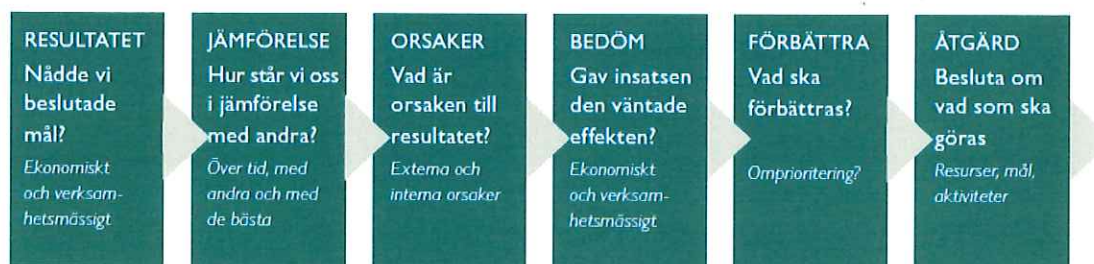 RESULTATET
Nådde vi
beslutade
mål?
Ekonomiskt
och verksam-
hetsmässigt
JÄMFÖRELSE
Hur står vi oss
i jämförelse
med andra?
Över tid, med
andra och med
de bästa
ORSAKER
Vad är
orsaken till
resultatet?
Externa och
interna orsaker
BEDÖM
Gav insatsen
den väntade
effekten?
Ekonomiskt
och verksam-
hetsmässigt
FÖRBÄTTRA
Vad ska
förbättras?
Omprioritering?
ÅTGÄRD
Besluta om
vad som ska
göras
Resurser, mål,
aktiviteter